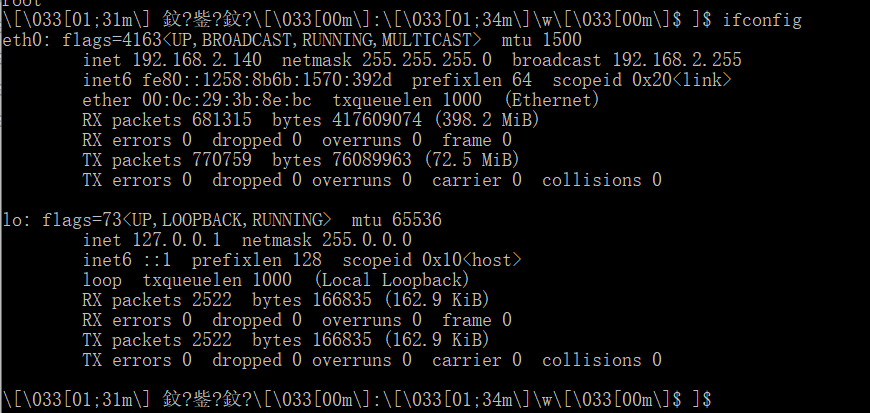 root
\[\033[01;31m\] 鈫?鈭?鈫?\[\033[00m\]:\[\033[01;34m\]\w\[\033[00m\]$ ]$ ifconfig
eth0: flags=4163<UP,BROADCAST,RUNNING,MULTICAST>  mtu 1500
        inet 192.168.2.140  netmask 255.255.255.0  broadcast 192.168.2.255
        inet6 fe80::1258:8b6b:1570:392d  prefixlen 64  scopeid 0x20<link>
        ether 00:0c:29:3b:8e:bc  txqueuelen 1000  (Ethernet)
        RX packets 681315  bytes 417609074 (398.2 MiB)
        RX errors 0  dropped 0  overruns 0  frame 0
        TX packets 770759  bytes 76089963 (72.5 MiB)
        TX errors 0  dropped 0 overruns 0  carrier 0  collisions 0
lo: flags=73<UP,LOOPBACK,RUNNING>  mtu 65536
        inet 127.0.0.1  netmask 255.0.0.0
        inet6 ::1  prefixlen 128  scopeid 0x10<host>
        loop  txqueuelen 1000  (Local Loopback)
        RX packets 2522  bytes 166835 (162.9 KiB)
        RX errors 0  dropped 0  overruns 0  frame 0
        TX packets 2522  bytes 166835 (162.9 KiB)
        TX errors 0  dropped 0 overruns 0  carrier 0  collisions 0
\[\033[01;31m\] 鈫?鈭?鈫?\[\033[00m\]:\[\033[01;34m\]\w\[\033[00m\]$ ]$